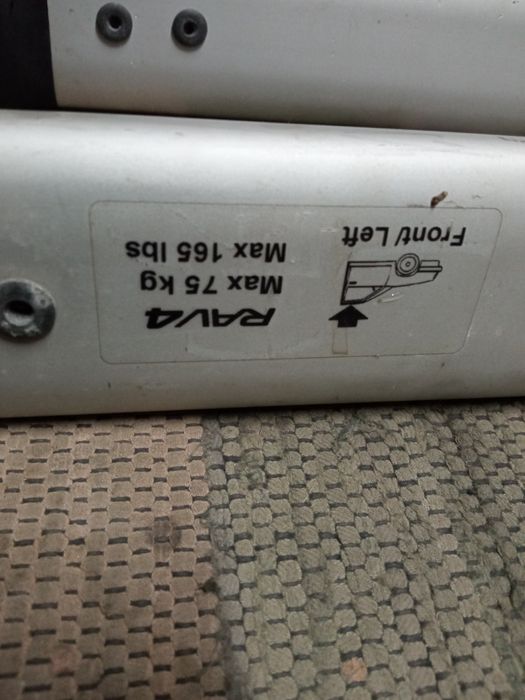 RAV4
Max 75 kg
Max 165 lbs
Front/ Left